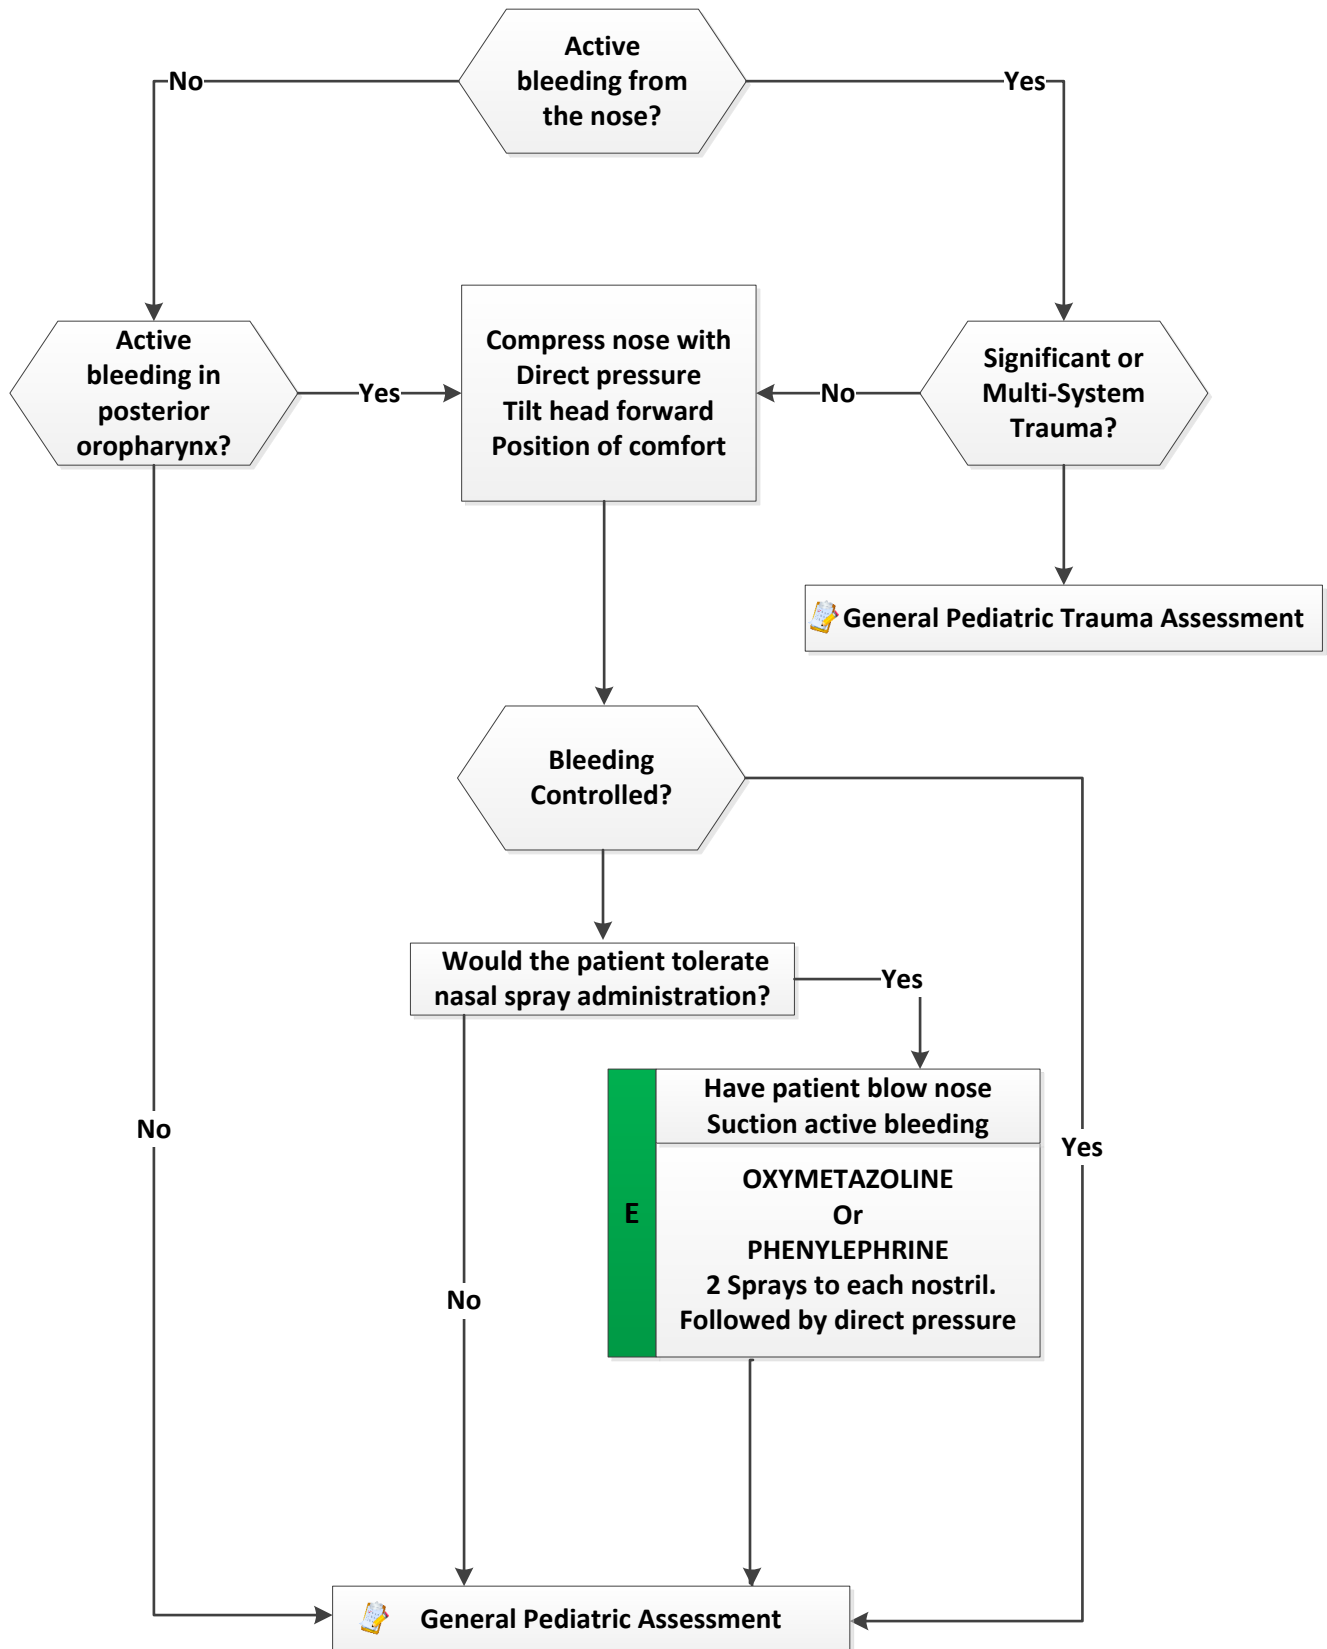 Active
bleeding from
the nose?
No
Yes
Active
bleeding in
posterior
oropharynx?
Yes
Compress nose with
Direct pressure
Tilt head forward
Position of comfort
No
Significant or
Multi-System
Trauma?
General Pediatric Trauma Assessment
Bleeding
Controlled?
Would the patient tolerate
nasal spray administration?
Yes
Have patient blow nose
Suction active bleeding
No
Yes
E
OXYMETAZOLINE
Or
PHENYLEPHRINE
2 Sprays to each nostril.
Followed by direct pressure
No
General Pediatric Assessment